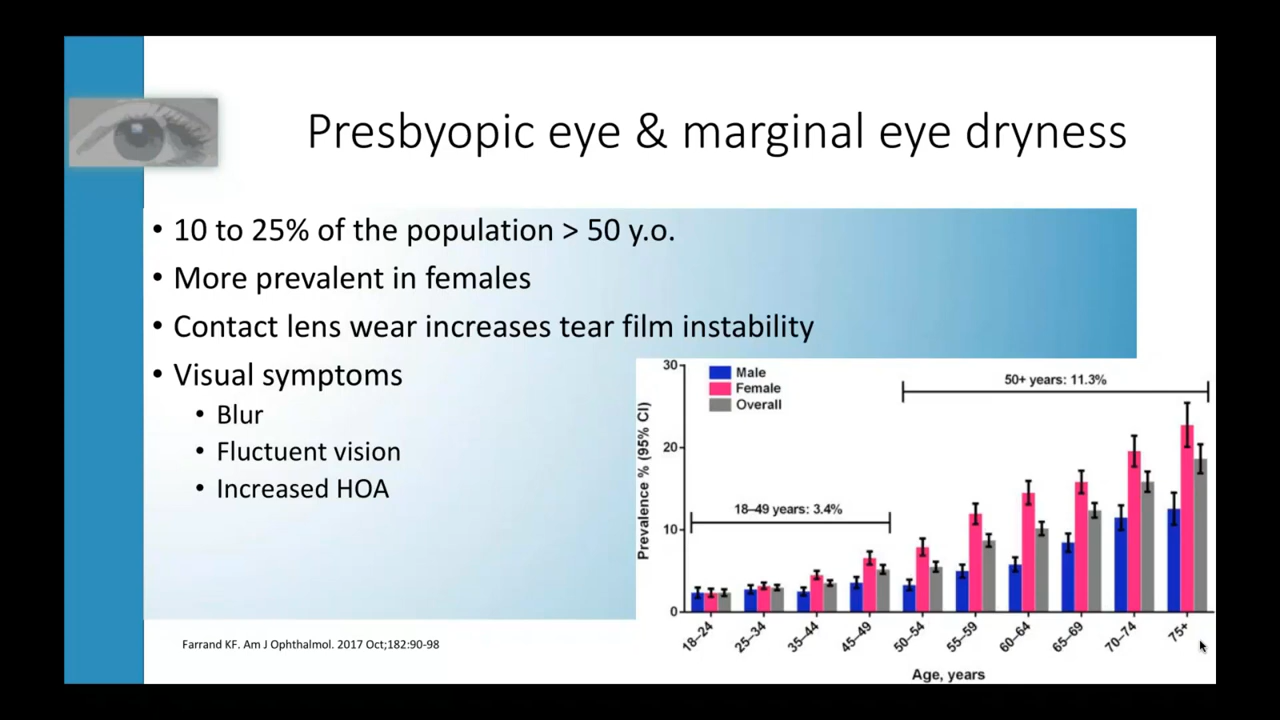 Presbyopic eye & marginal eye dryness
• 10 to 25% of the population > 50 y.o.
• More prevalent in females
• Contact lens wear increases tear film instability
• Visual symptoms
• Blur
• Fluctuent vision
• Increased HOA
Male
Female
Overall
50+ years: 11.3%
18–49 years: 3.4%
Prevalence % (95% CI)
30
20
10
0
18–24
25–34
35–44
45–49
50–54
55–59
60–64
65–69
70–74
75+
Age, years
Farrand KF. Am J Ophthalmol. 2017 Oct;182:90-98